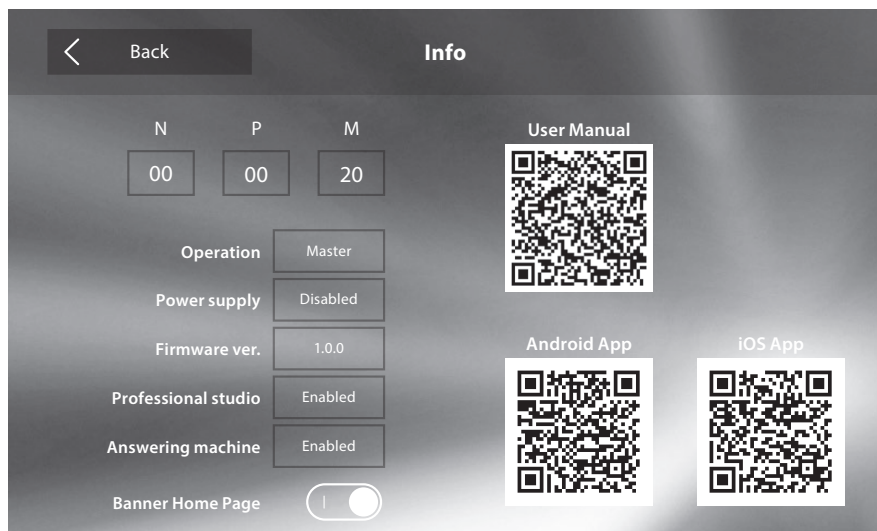 Back
Info
N P M
00 00 20
Operation Master
Power supply Disabled
Firmware ver. 1.0.0
Professional studio Enabled
Answering machine Enabled
Banner Home Page
User Manual
Android App iOS App